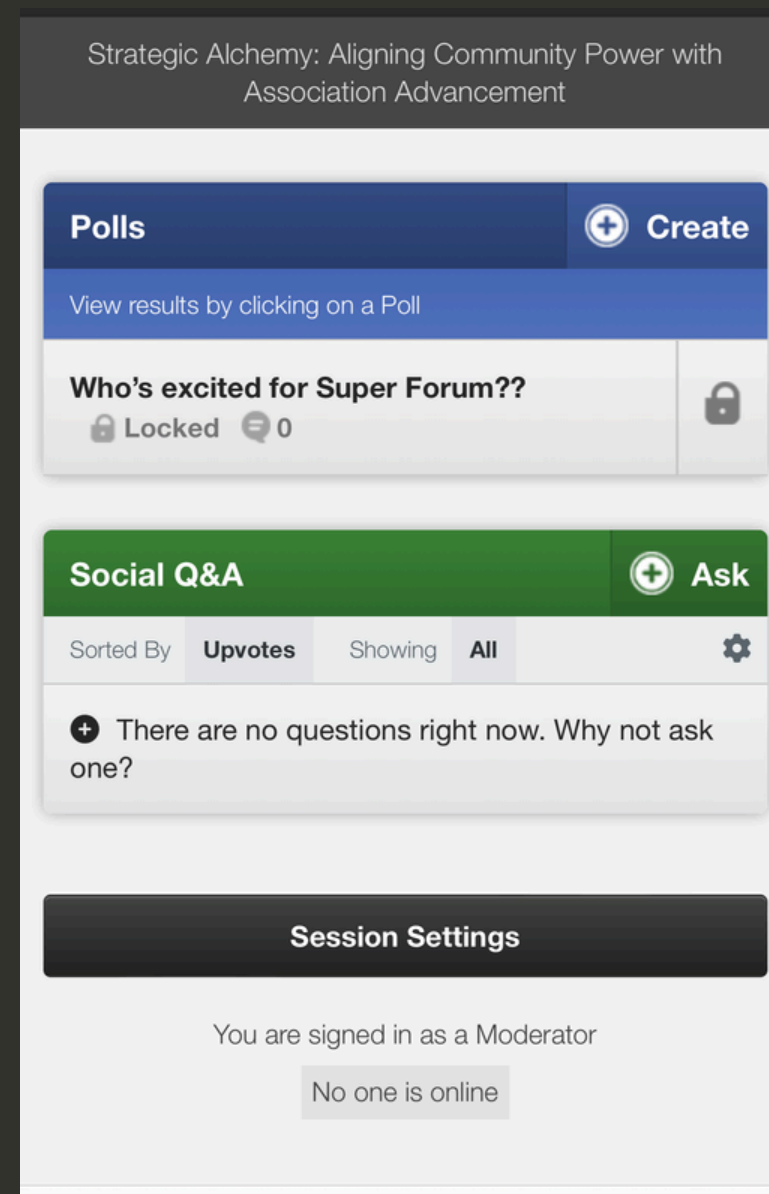 Strategic Alchemy: Aligning Community Power with
Association Advancement
Polls
Create
View results by clicking on a Poll
Who's excited for Super Forum??
Locked 0
Social Q&A
Ask
Sorted By Upvotes Showing All
There are no questions right now. Why not ask
one?
Session Settings
You are signed in as a Moderator
No one is online